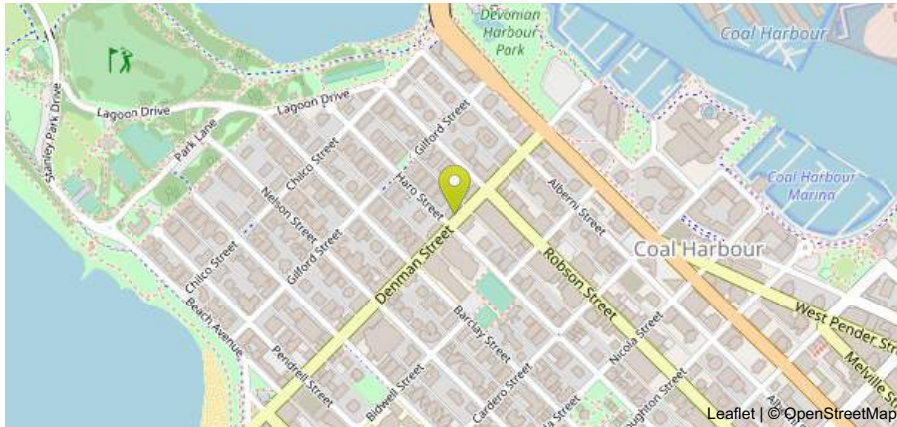 Devonian
Harbour
Park
Coal Harbour
Stanley Park Drive
Lagoon Drive
Lagoon Drive
Park Lane
Chilco Street
Gilford Street
Haro Street
Nelson Street
Alberni Street
Coal Harbour
Marina
Coal Harbour
Chilco Street
Gilford Street
Denman Street
Robson Street
Beach Avenue
Barclay Street
West Pender Street
Nicola Street
Pendrell Street
Bidwell Street
Cardero Street
Melville Str
Leaflet | © OpenStreetMap